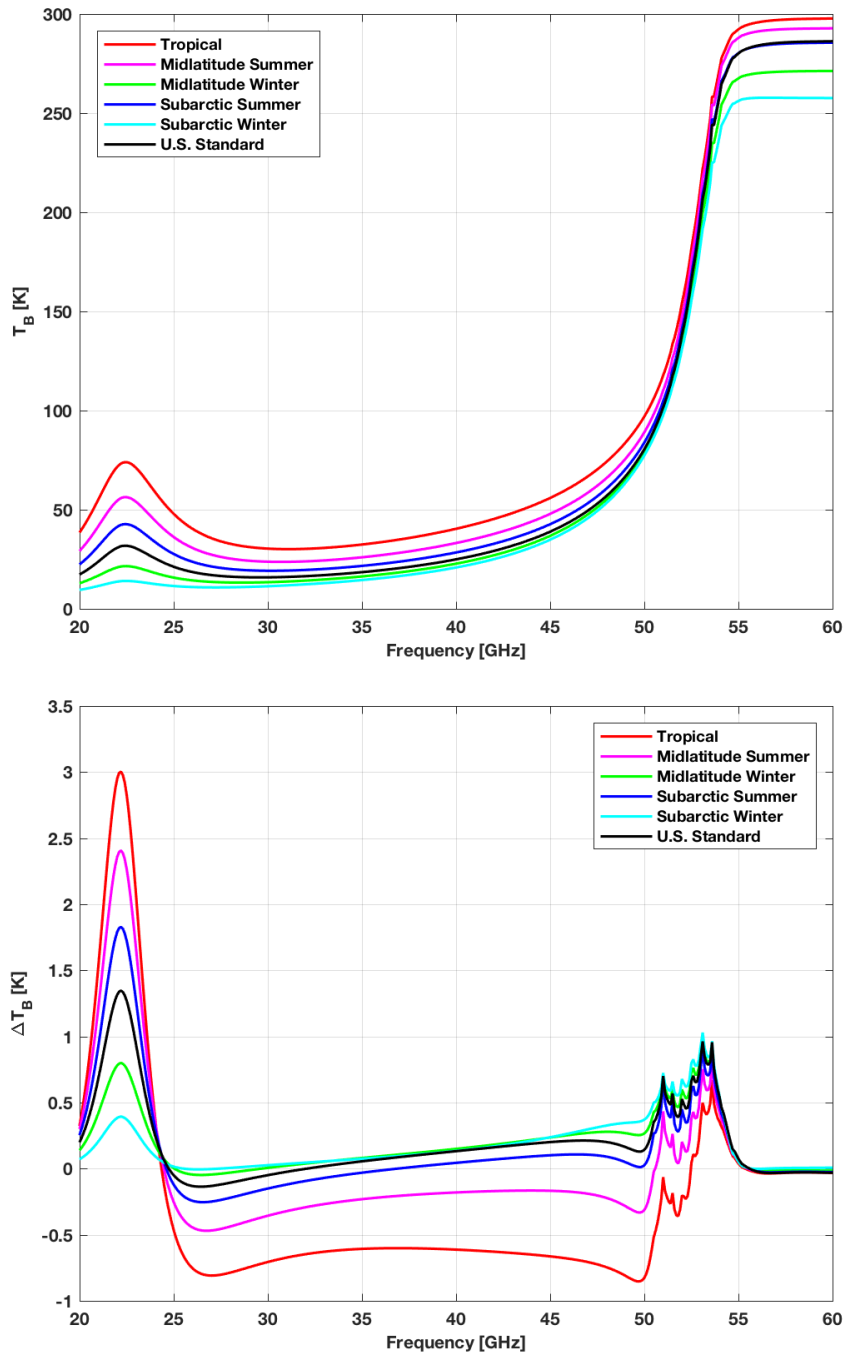 300
250
200
150
100
50
0
T_B [K]
Tropical
Midlatitude Summer
Midlatitude Winter
Subarctic Summer
Subarctic Winter
U.S. Standard
20 25 30 35 40 45 50 55 60
Frequency [GHz]
3.5
3
2.5
2
1.5
1
0.5
0
-0.5
-1
△T_B [K]
Tropical
Midlatitude Summer
Midlatitude Winter
Subarctic Summer
Subarctic Winter
U.S. Standard
20 25 30 35 40 45 50 55 60
Frequency [GHz]